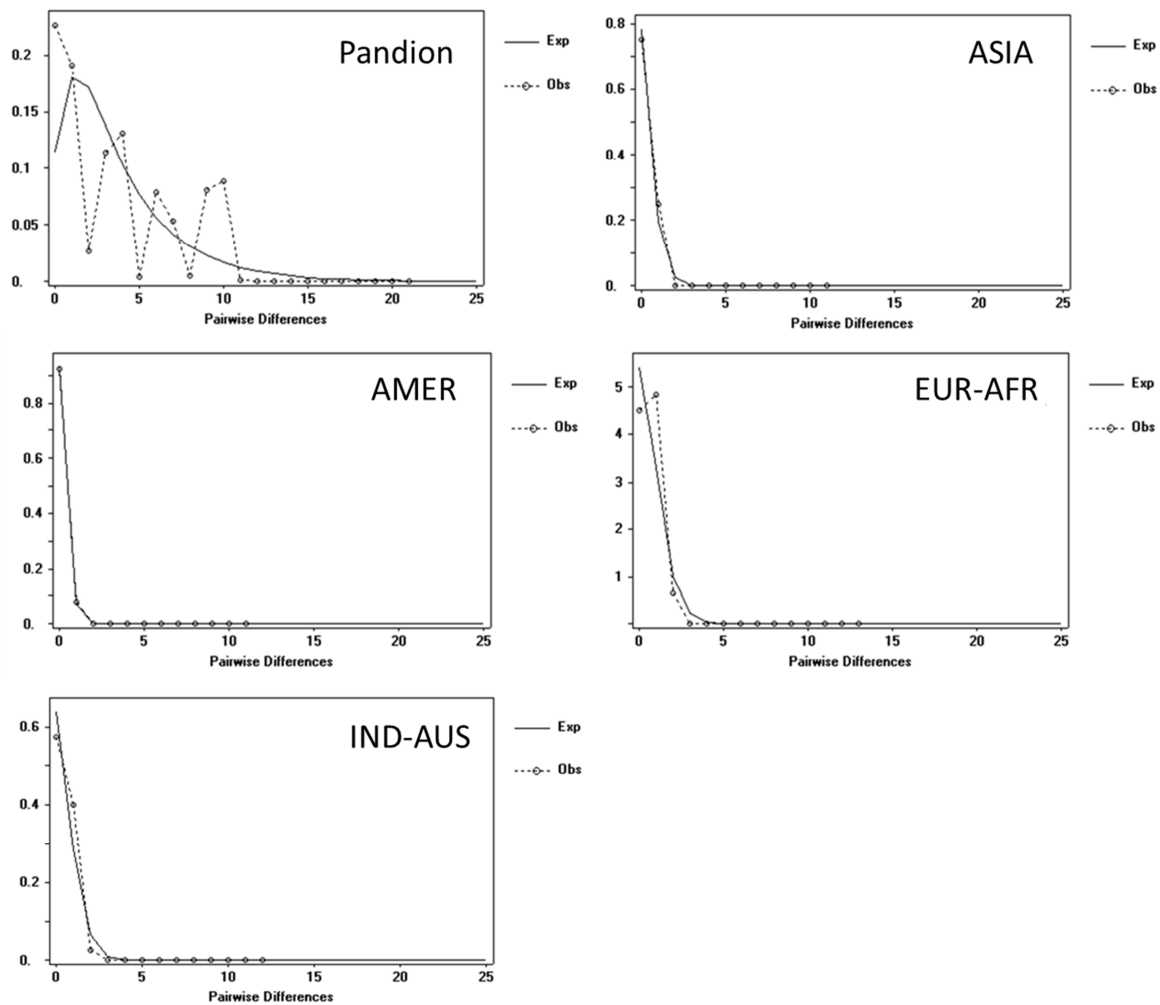 Pandion
Exp
Obs
0.2
0.15
0.1
0.05
0.
0 5 10 15 20 25
Pairwise Differences
ASIA
Exp
Obs
0.8
0.6
0.4
0.2
0.
0 5 10 15 20 25
Pairwise Differences
AMER
Exp
Obs
0.8
0.6
0.4
0.2
0.
0 5 10 15 20 25
Pairwise Differences
EUR-AFR
Exp
Obs
5
4
3
2
1
0 5 10 15 20 25
Pairwise Differences
IND-AUS
Exp
Obs
0.6
0.4
0.2
0.
0 5 10 15 20 25
Pairwise Differences